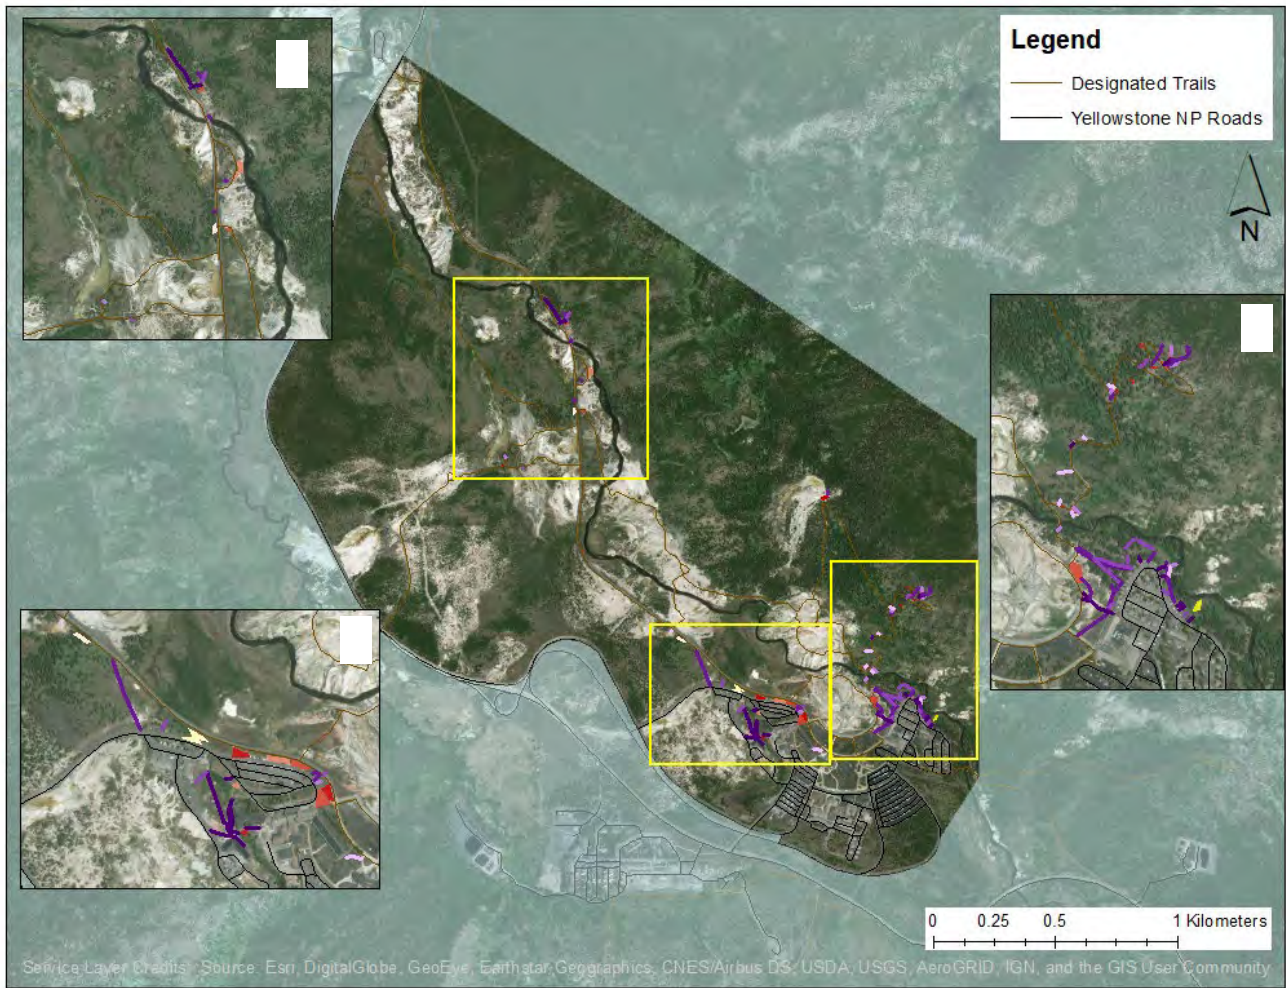 Legend
Designated Trails
Yellowstone NP Roads
N
0 0.25 0.5 1 Kilometers
Service Layer Credits: Source: Esri, DigitalGlobe, GeoEye, Earthstar Geographics, CNES/Airbus DS, USDA, USGS, AeroGRID, IGN, and the GIS User Community